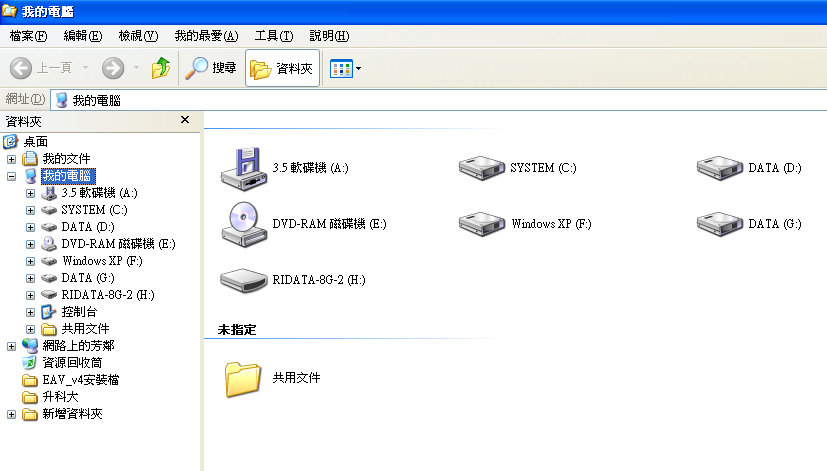 我的電腦
檔案(F) 編輯(E) 檢視(V) 我的最愛(A) 工具(T) 說明(H)
上一頁 搜尋 資料夾
網址(D) 我的電腦
資料夾
桌面
我的文件
我的電腦
3.5 軟碟機 (A:)
SYSTEM (C:)
DATA (D:)
DVD-RAM 磁碟機 (E:)
Windows XP (F:)
DATA (G:)
RIDATA-8G-2 (H:)
控制台
共用文件
網路上的芳鄰
資源回收筒
EAV_v4安裝檔
升科大
新增資料夾
3.5 軟碟機 (A:) SYSTEM (C:) DATA (D:)
DVD-RAM 磁碟機 (E:) Windows XP (F:) DATA (G:)
RIDATA-8G-2 (H:)
未指定
共用文件